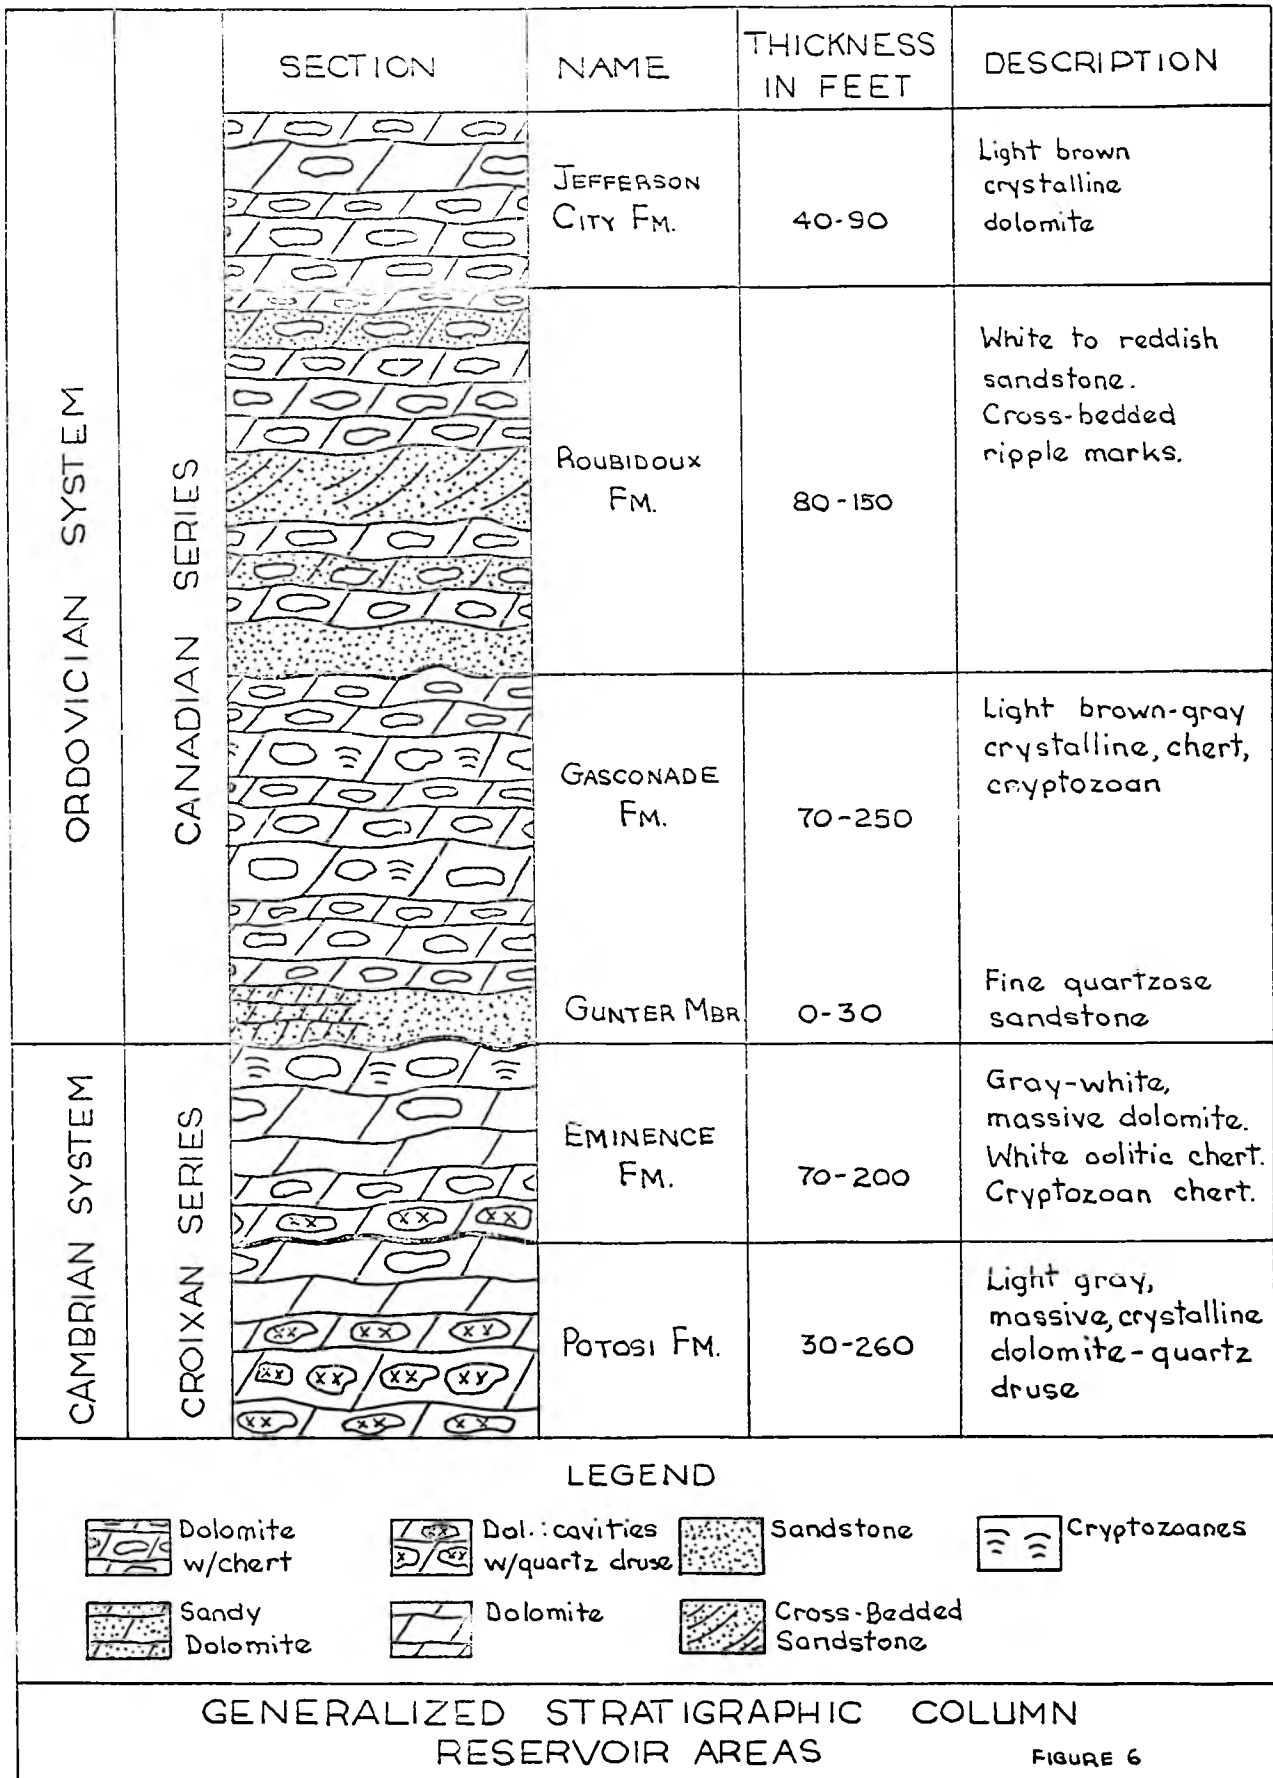 SECTION
NAME
THICKNESS
IN FEET
DESCRIPTION
ORDOVICIAN SYSTEM
CANADIAN SERIES
JEFFERSON
CITY FM.
40-90
Light brown
crystalline
dolomite
ROUBIDOUX
FM.
80-150
White to reddish
sandstone.
Cross-bedded
ripple marks.
GASCONADE
FM.
70-250
Light brown-gray
crystalline, chert,
cryptozoan
GUNTER MBR
0-30
Fine quartzose
sandstone
CAMBRIAN SYSTEM
CROIXAN SERIES
EMINENCE
FM.
70-200
Gray-white,
massive dolomite.
White oolitic chert.
Cryptozoan chert.
POTOSI FM.
30-260
Light gray,
massive, crystalline
dolomite-quartz
druse
LEGEND
Dolomite
w/chert
Dol.: cavities
w/quartz druse
Sandstone
Cryptozoanes
Sandy
Dolomite
Dolomite
Cross-Bedded
Sandstone
GENERALIZED STRATIGRAPHIC COLUMN
RESERVOIR AREAS
FIGURE 6